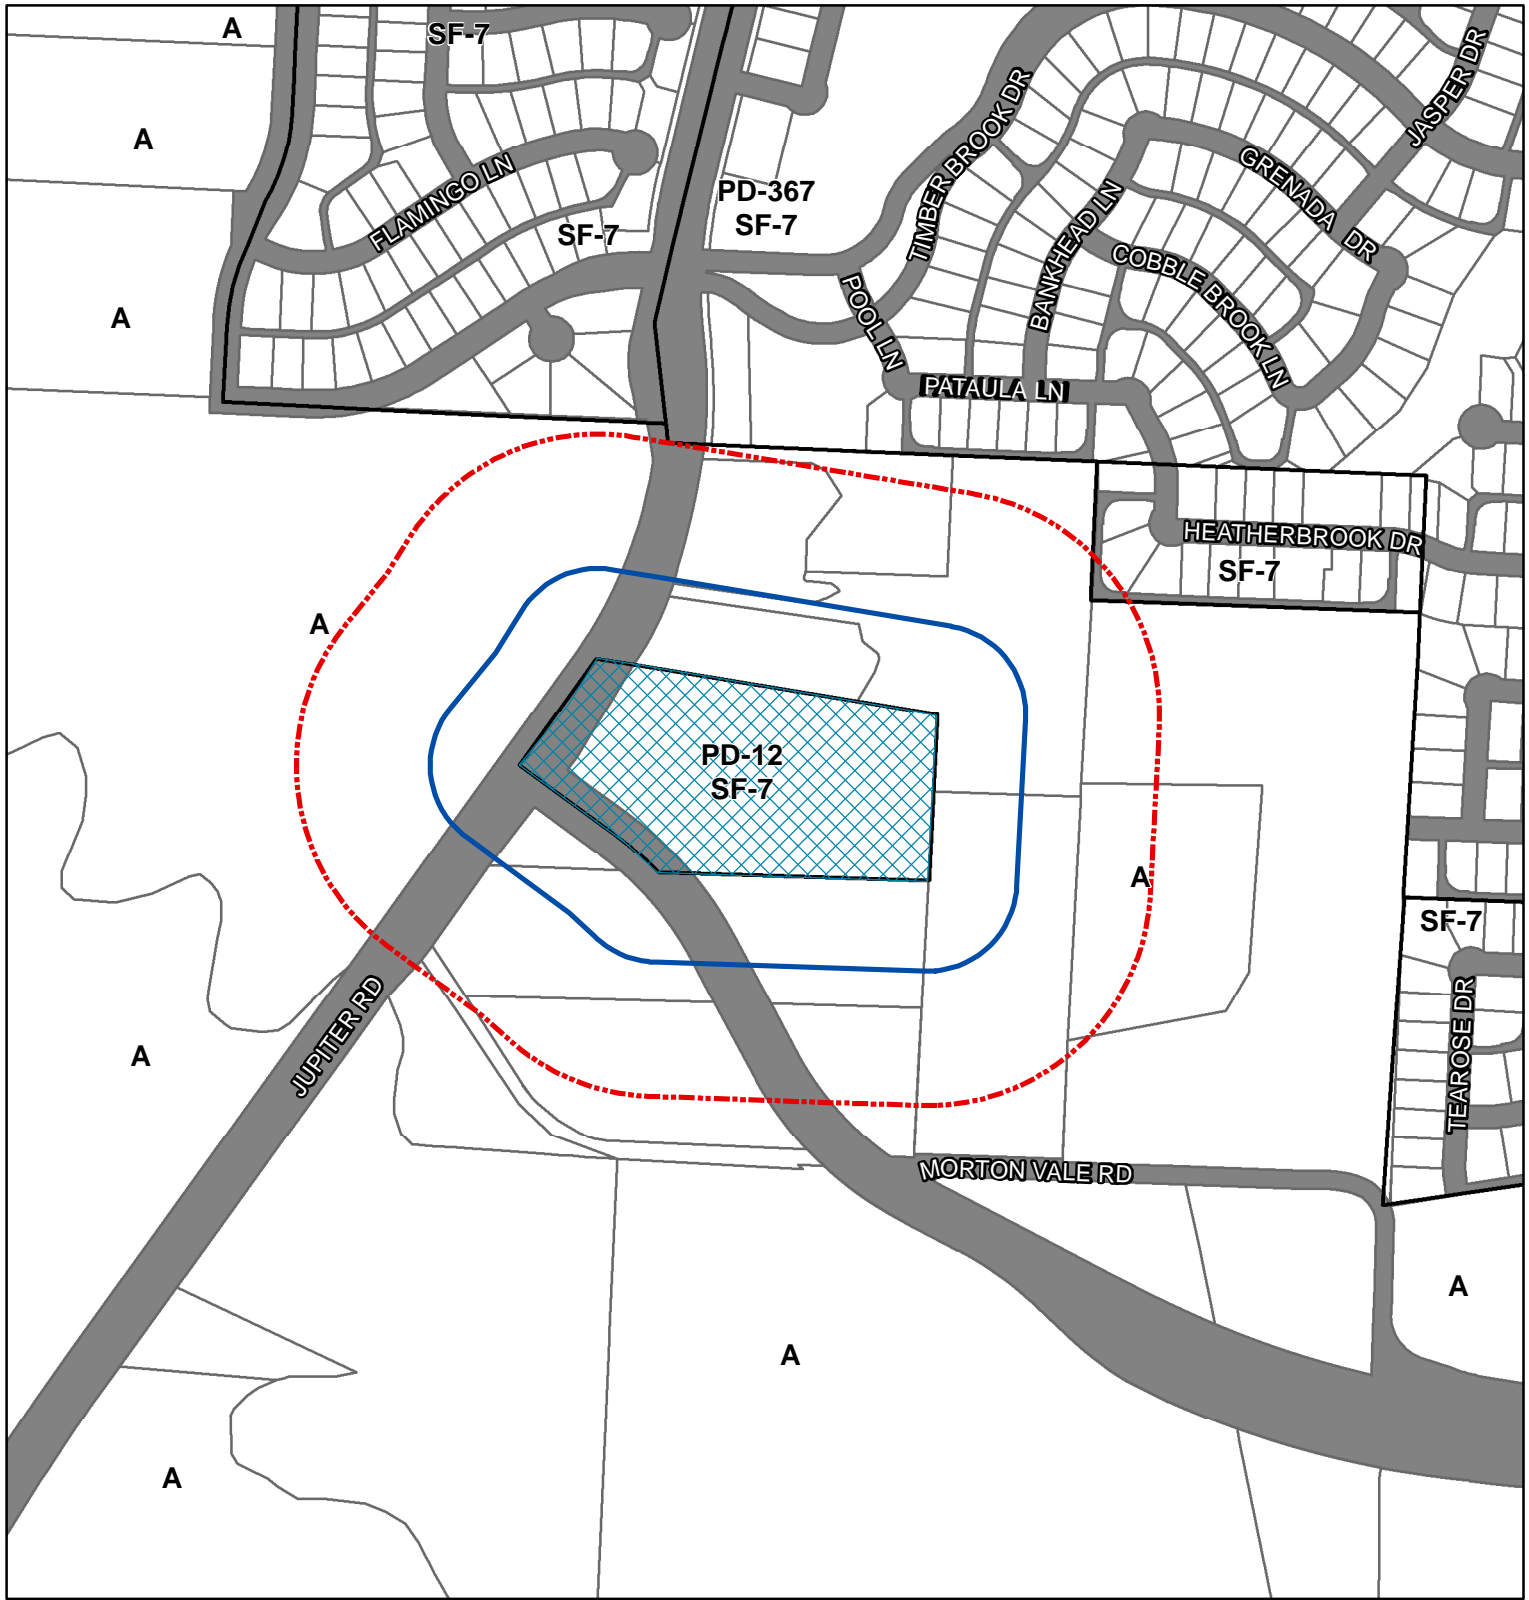 A
SF-7
JASPER DR
A
TIMBER BROOK DR
GRENADA DR
FLAMINGO LN
PD-367
SF-7
SF-7
BANKHEAD LN
COBBLE BROOK LN
A
POOL LN
PATAULA LN
HEATHERBROOK DR
SF-7
A
PD-12
SF-7
A
SF-7
JUPITER RD
TEAROSE DR
A
MORTON VALE RD
A
A
A